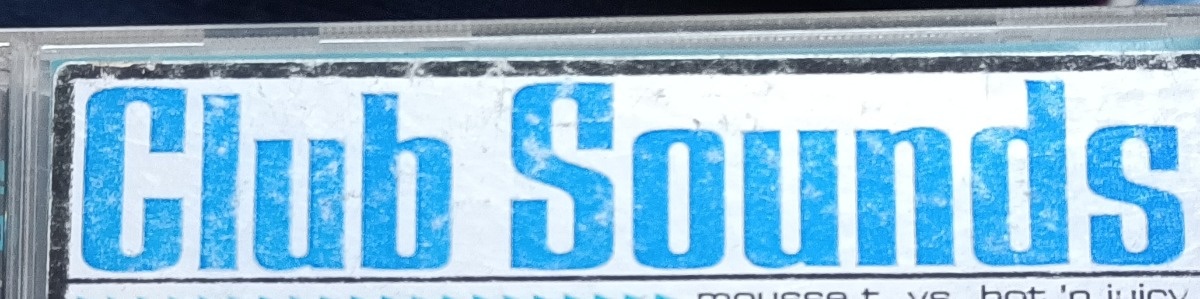 Club Sounds
mousse t. vs. hot 'n juicy